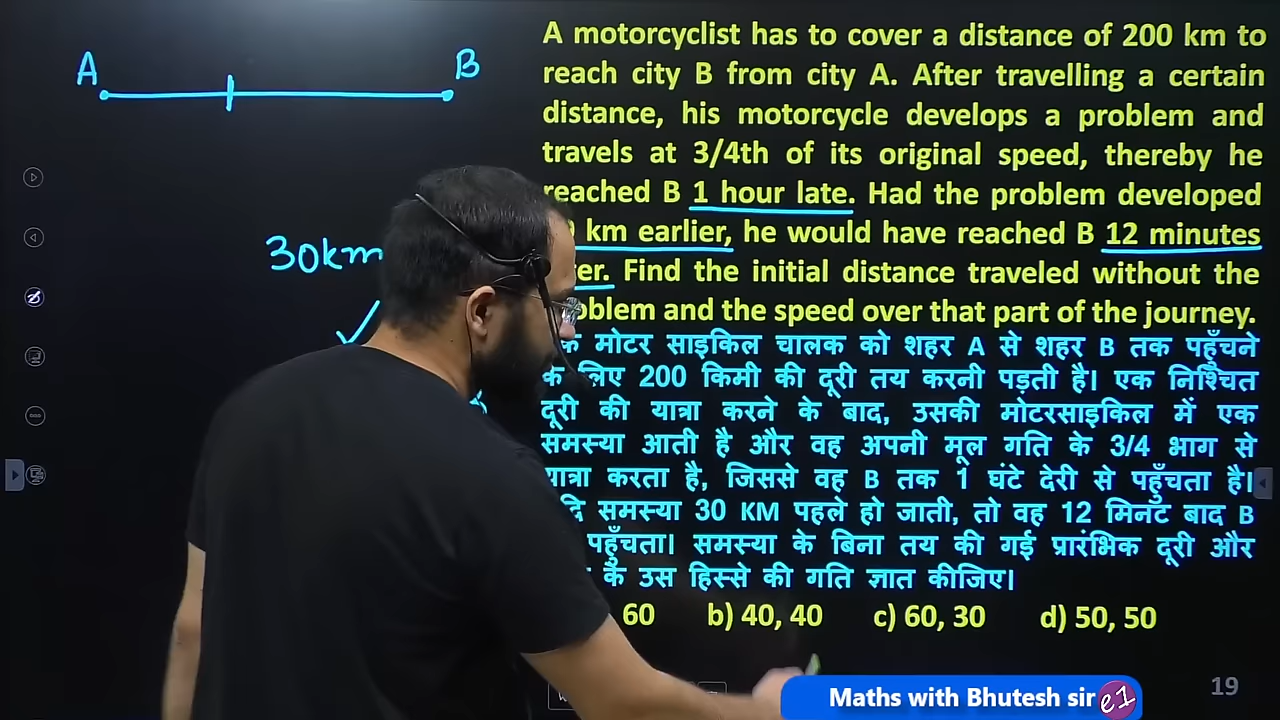 A
B
30km
A motorcyclist has to cover a distance of 200 km to
reach city B from city A. After travelling a certain
distance, his motorcycle develops a problem and
travels at 3/4th of its original speed, thereby he
reached B 1 hour late. Had the problem developed
km earlier, he would have reached B 12 minutes
Find the initial distance traveled without the
and the speed over that part of the journey.
मोटर साइकिल चालक को शहर A से शहर B तक पहुँचने
के लिए 200 किमी की दूरी तय करनी पड़ती है। एक निश्चित
दूरी की यात्रा करने के बाद, उसकी मोटरसाइकिल में एक
समस्या आती है और वह अपनी मूल गति के 3/4 भाग से
यात्रा करता है, जिससे वह B तक 1 घंटे देरी से पहुँचता है।
समस्या 30 KM पहले हो जाती, तो वह 12 मिनट बाद B
पहुँचता। समस्या के बिना तय की गई प्रारंभिक दूरी और
के उस हिस्से की गति ज्ञात कीजिए।
60 b) 40, 40 c) 60, 30 d) 50, 50
Maths with Bhutesh sir e1
19